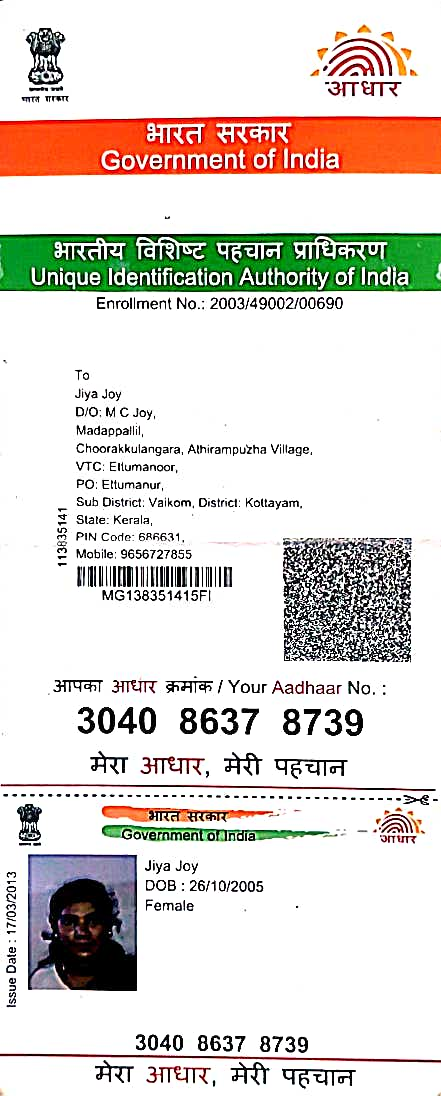 भारत सरकार
आधार
भारत सरकार
Government of India
भारतीय विशिष्ट पहचान प्राधिकरण
Unique Identification Authority of India
Enrollment No.: 2003/49002/00690
To
Jiya Joy
D/O: M C Joy,
Madappallil,
Choorakkulangara, Athirampuzha Village,
VTC: Ettumanoor,
PO: Ettumanur,
Sub District: Vaikom, District: Kottayam,
State: Kerala,
PIN Code: 686631,
Mobile: 9656727855
MG138351415FI
आपका आधार क्रमांक / Your Aadhaar No. :
3040 8637 8739
मेरा आधार, मेरी पहचान
भारत सरकार
Government of India
आधार
Issue Date : 17/03/2013
Jiya Joy
DOB : 26/10/2005
Female
3040 8637 8739
मेरा आधार, मेरी पहचान